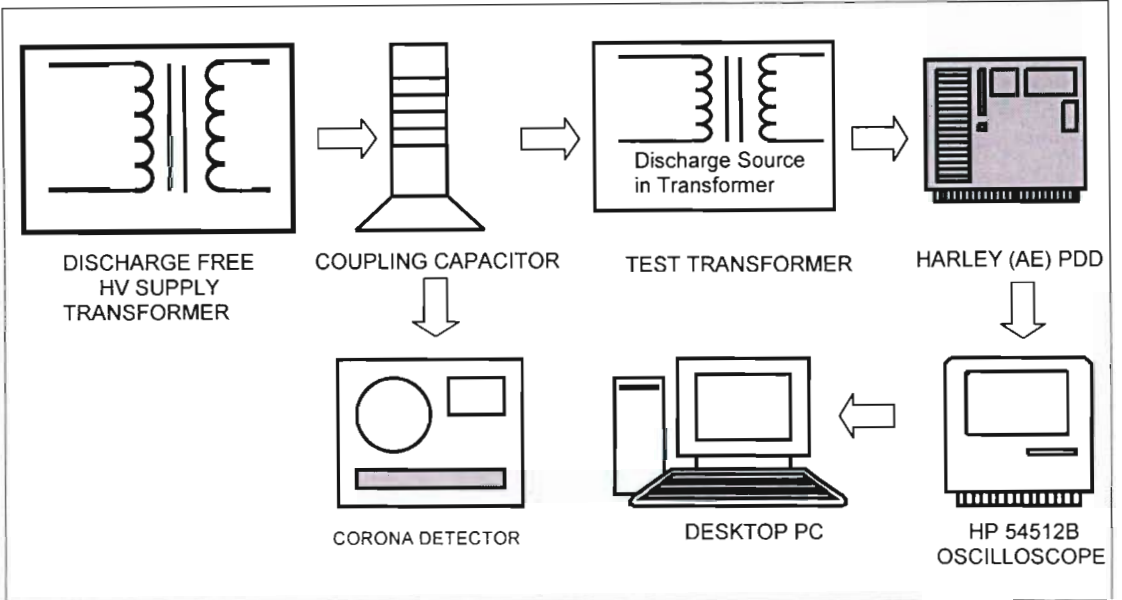 Discharge Source
in Transformer
DISCHARGE FREE
HV SUPPLY
TRANSFORMER
COUPLING CAPACITOR
TEST TRANSFORMER
HARLEY (AE) PDD
CORONA DETECTOR
DESKTOP PC
HP 54512B
OSCILLOSCOPE